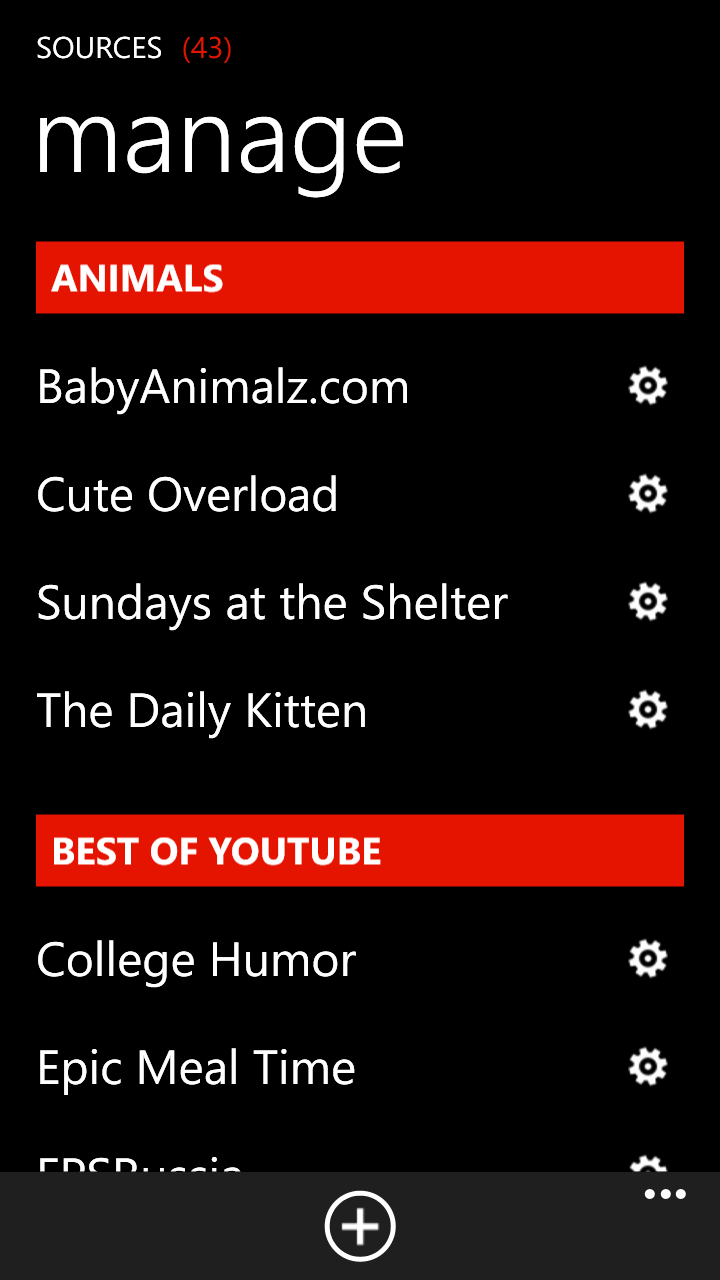 SOURCES (43)
manage
ANIMALS
BabyAnimalz.com
Cute Overload
Sundays at the Shelter
The Daily Kitten
BEST OF YOUTUBE
College Humor
Epic Meal Time